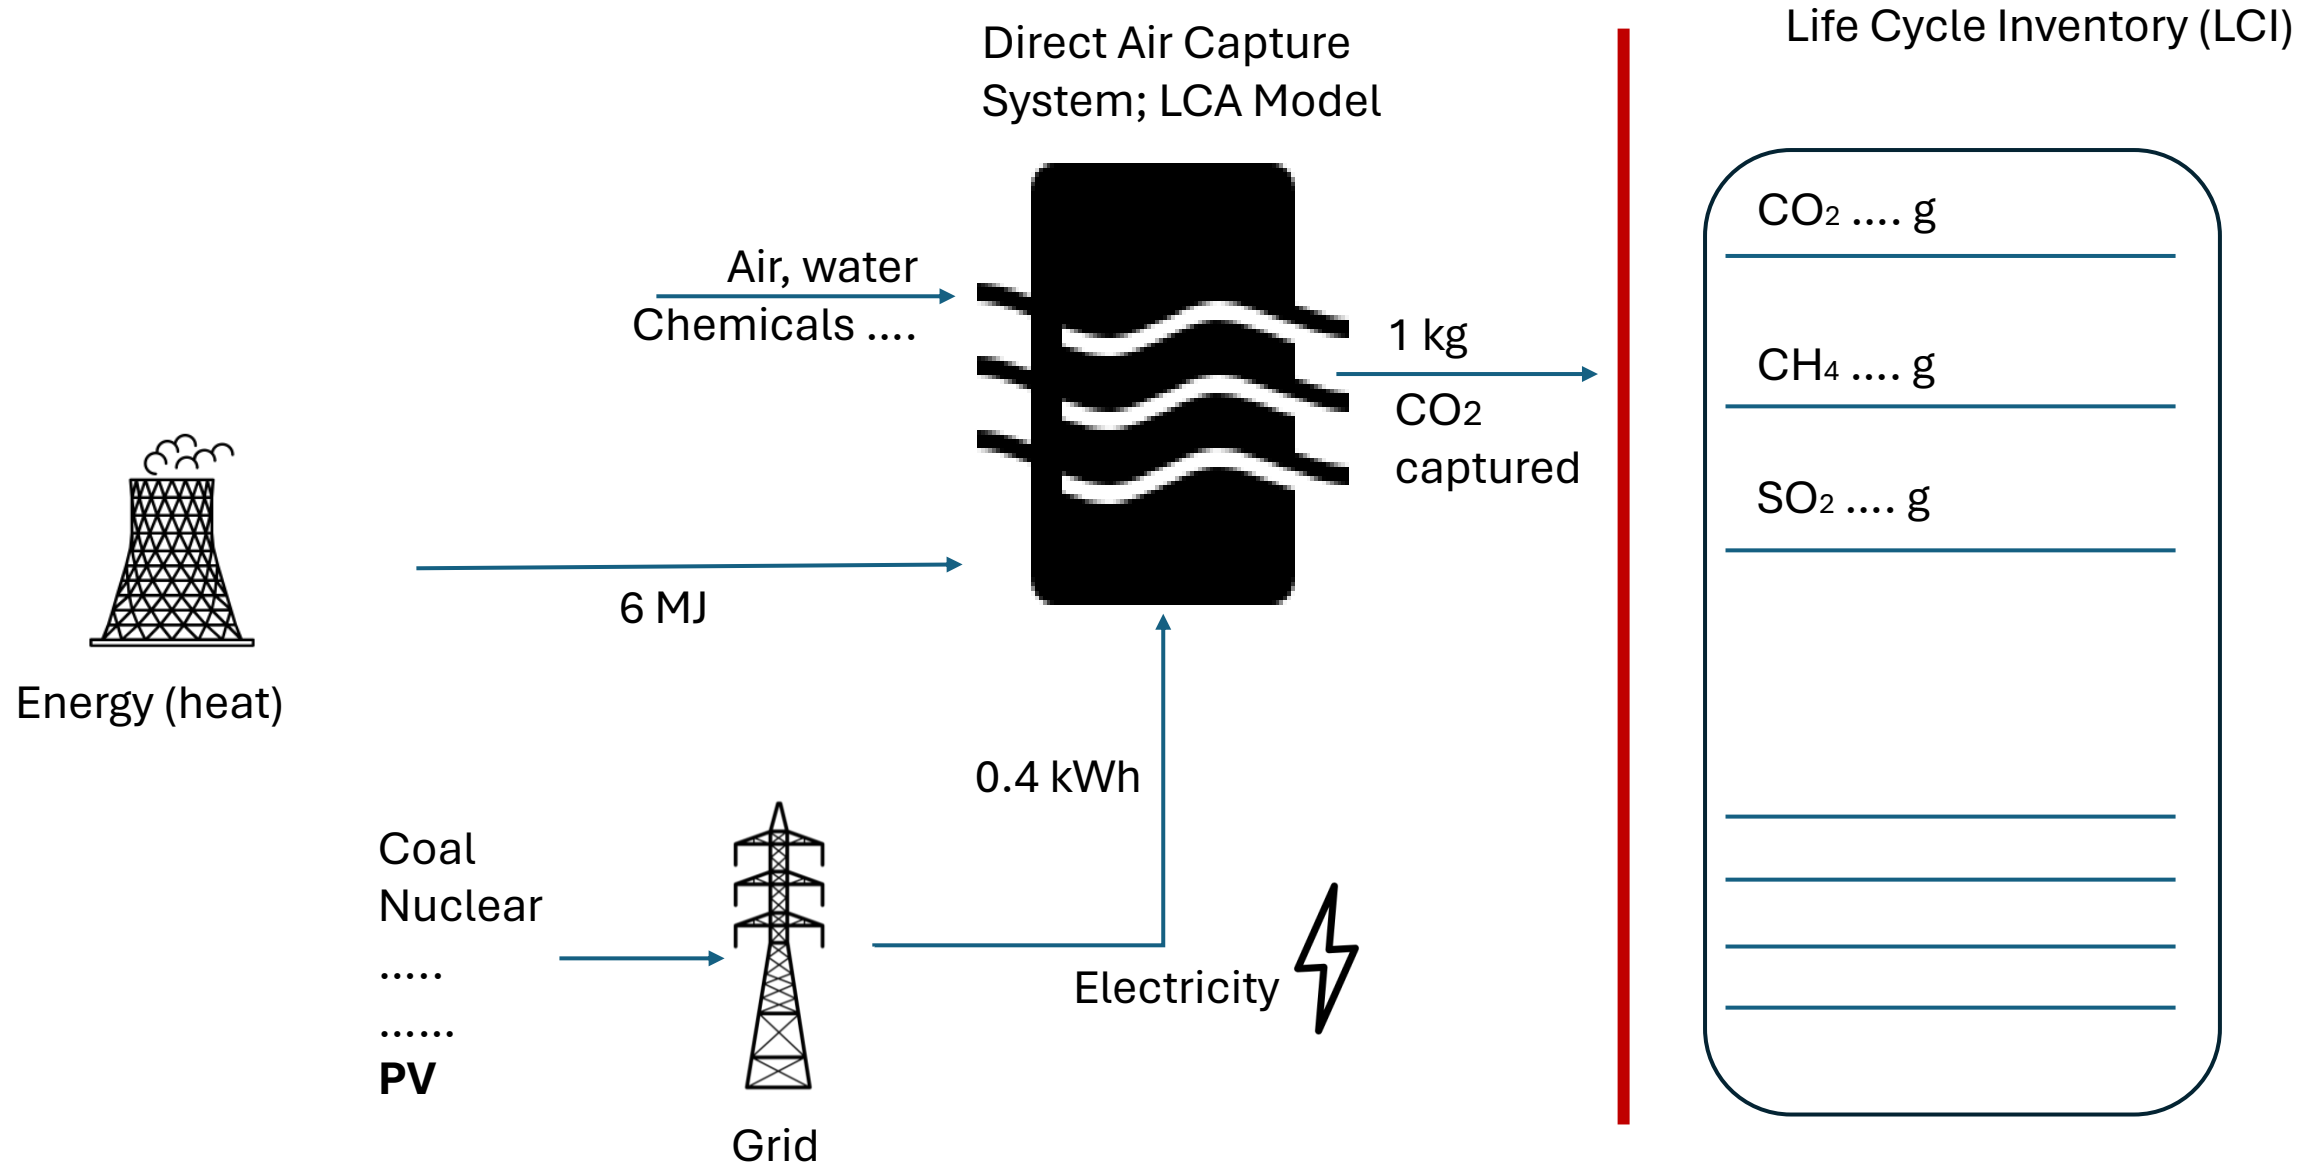 Direct Air Capture
System; LCA Model
Life Cycle Inventory (LCI)
Air, water
Chemicals ....
1 kg
CO2
captured
6 MJ
Energy (heat)
0.4 kWh
Coal
Nuclear
.....
......
PV
Grid
Electricity
CO₂ .... g
CH₄ .... g
SO₂ .... g